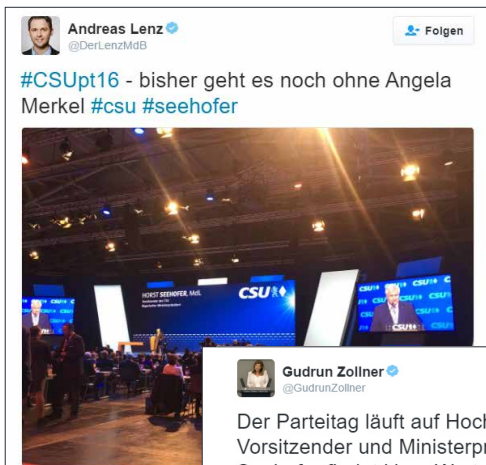 Andreas Lenz
@DerLenzMdB
Folgen
#CSUpt16 - bisher geht es noch ohne Angela
Merkel #csu #seehofer
HORST SEEHOFER, MdL
CSU
CSU
Gudrun Zollner
@GudrunZollner
Der Parteitag läuft auf Hoch
Vorsitzender und Ministerpr